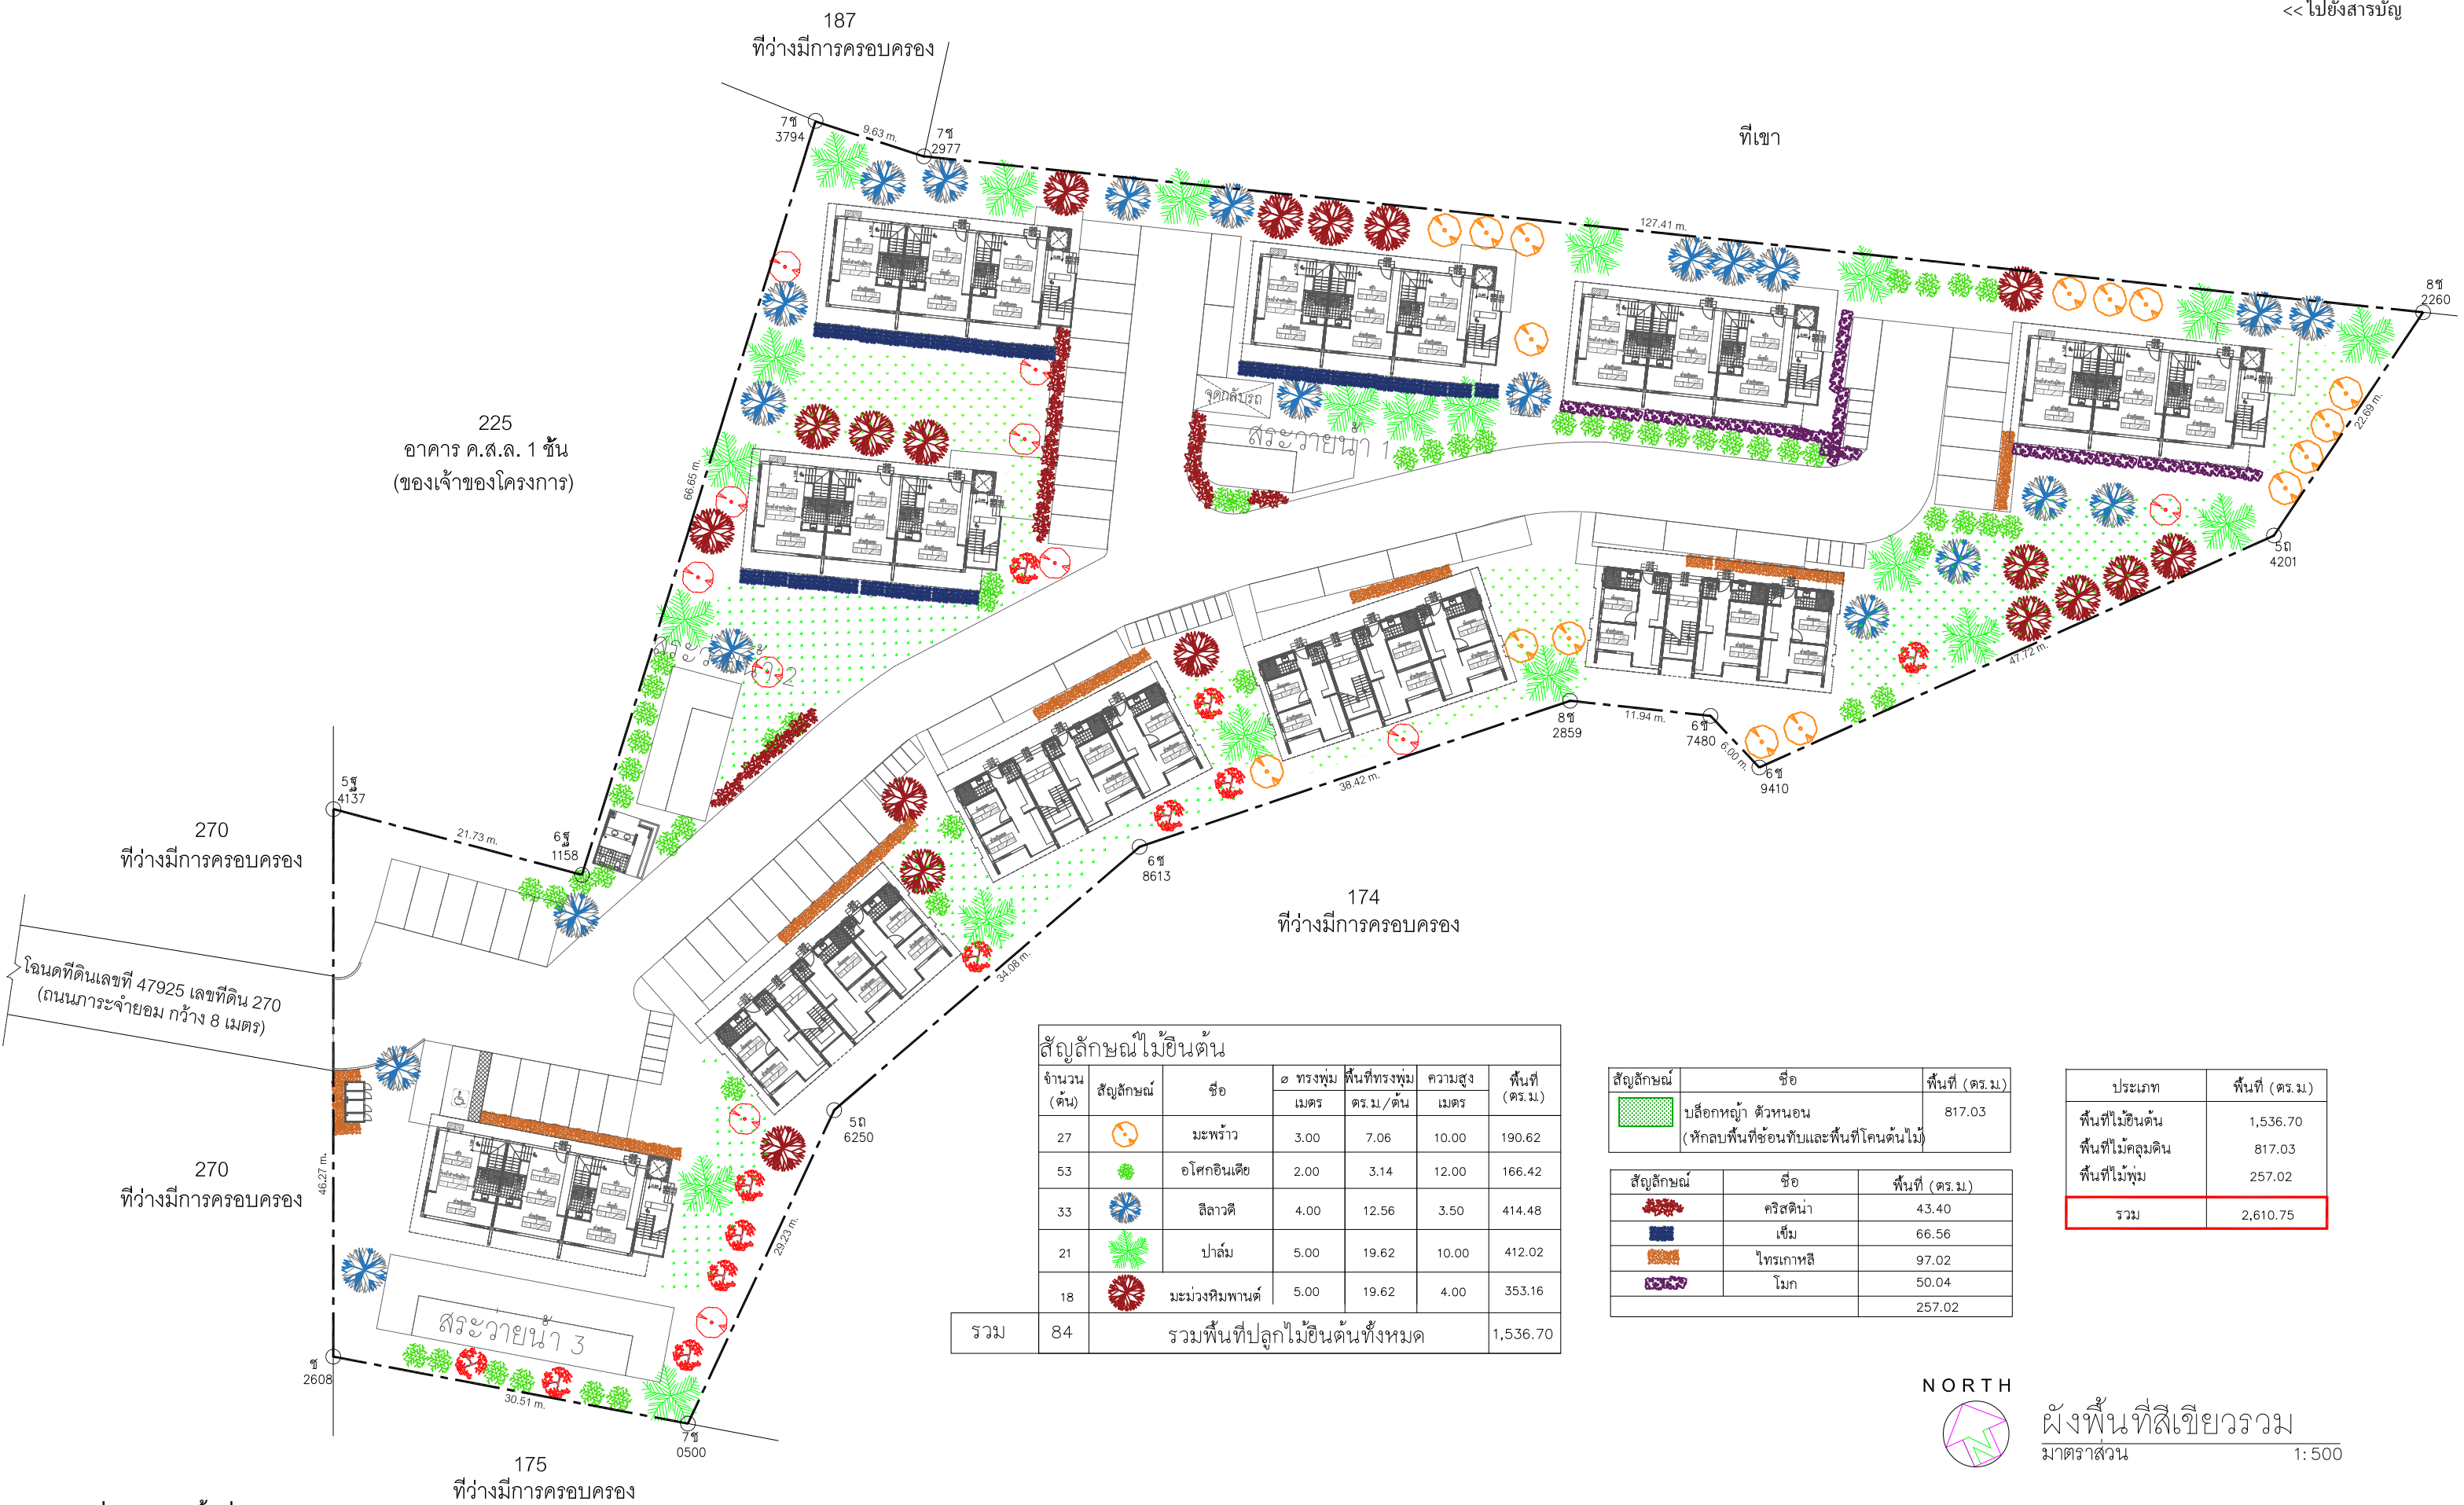 << ไปยังสารบัญ
187
ที่ว่างมีการครอบครอง
7ช
3794
9.63 m.
7ช
2977
ที่เขา
127.41 m.
8ช
2260
22.69 m.
225
อาคาร ค.ส.ล. 1 ชั้น
(ของเจ้าของโครงการ)
66.65 m.
จุดกลับรถ
สระว่ายน้ำ 1
5ถ
4201
47.72 m.
สระว่ายน้ำ 2
8ช
2859
11.94 m.
6ช
7480
6.00 m.
6ช
9410
38.42 m.
5ฐ
4137
21.73 m.
6ฐ
1158
270
ที่ว่างมีการครอบครอง
6ช
8613
174
ที่ว่างมีการครอบครอง
34.08 m.
โฉนดที่ดินเลขที่ 47925 เลขที่ดิน 270
(ถนนภาระจำยอม กว้าง 8 เมตร)
5ถ
6250
29.23 m.
46.27 m.
270
ที่ว่างมีการครอบครอง
สระว่ายน้ำ 3
ช
2608
30.51 m.
7ช
0500
175
ที่ว่างมีการครอบครอง
สัญลักษณ์ไม้ยืนต้น
จำนวน (ต้น) สัญลักษณ์ ชื่อ ø ทรงพุ่ม เมตร พื้นที่ทรงพุ่ม ตร.ม./ต้น ความสูง เมตร พื้นที่ (ตร.ม.)
27 มะพร้าว 3.00 7.06 10.00 190.62
53 อโศกอินเดีย 2.00 3.14 12.00 166.42
33 ลีลาวดี 4.00 12.56 3.50 414.48
21 ปาล์ม 5.00 19.62 10.00 412.02
18 มะม่วงหิมพานต์ 5.00 19.62 4.00 353.16
รวม 84 รวมพื้นที่ปลูกไม้ยืนต้นทั้งหมด 1,536.70
สัญลักษณ์ ชื่อ พื้นที่ (ตร.ม.)
บล็อกหญ้า ตัวหนอน 817.03
(หักลบพื้นที่ซ้อนทับและพื้นที่โคนต้นไม้)
สัญลักษณ์ ชื่อ พื้นที่ (ตร.ม.)
คริสติน่า 43.40
เข็ม 66.56
ไทรเกาหลี 97.02
โมก 50.04
257.02
ประเภท พื้นที่ (ตร.ม.)
พื้นที่ไม้ยืนต้น 1,536.70
พื้นที่ไม้คลุมดิน 817.03
พื้นที่ไม้พุ่ม 257.02
รวม 2,610.75
NORTH
N
ผังพื้นที่สีเขียวรวม
มาตราส่วน 1:500